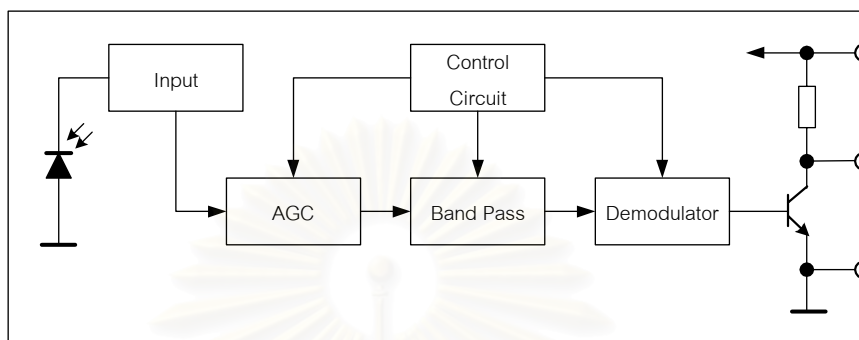 Input
Control
Circuit
AGC
Band Pass
Demodulator